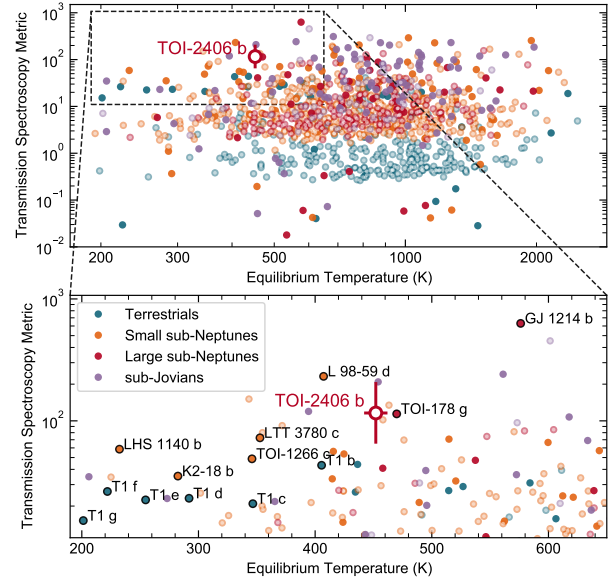 10³
10²
10¹
10⁰
10⁻¹
10⁻²
Transmission Spectroscopy Metric
TOI-2406 b
200 300 500 1000 2000
Equilibrium Temperature (K)
10³
10²
Transmission Spectroscopy Metric
Terrestrials
Small sub-Neptunes
Large sub-Neptunes
sub-Jovians
GJ 1214 b
L 98-59 d
TOI-2406 b
TOI-178 g
LTT 3780 c
LHS 1140 b
TOI-1266 c
T1 b
K2-18 b
T1 f
T1 e
T1 d
T1 c
T1 g
200 300 400 500 600
Equilibrium Temperature (K)